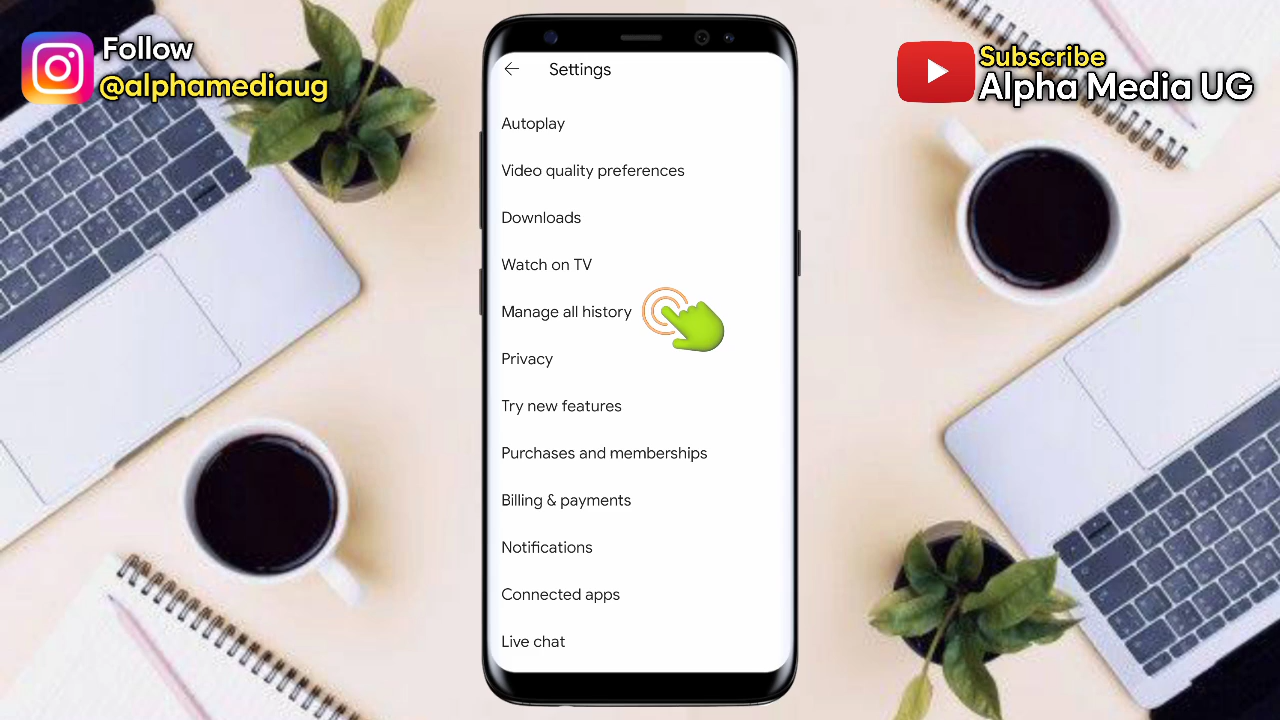 Follow
@alphamediaug
Subscribe
Alpha Media UG
Settings
Autoplay
Video quality preferences
Downloads
Watch on TV
Manage all history
Privacy
Try new features
Purchases and memberships
Billing & payments
Notifications
Connected apps
Live chat